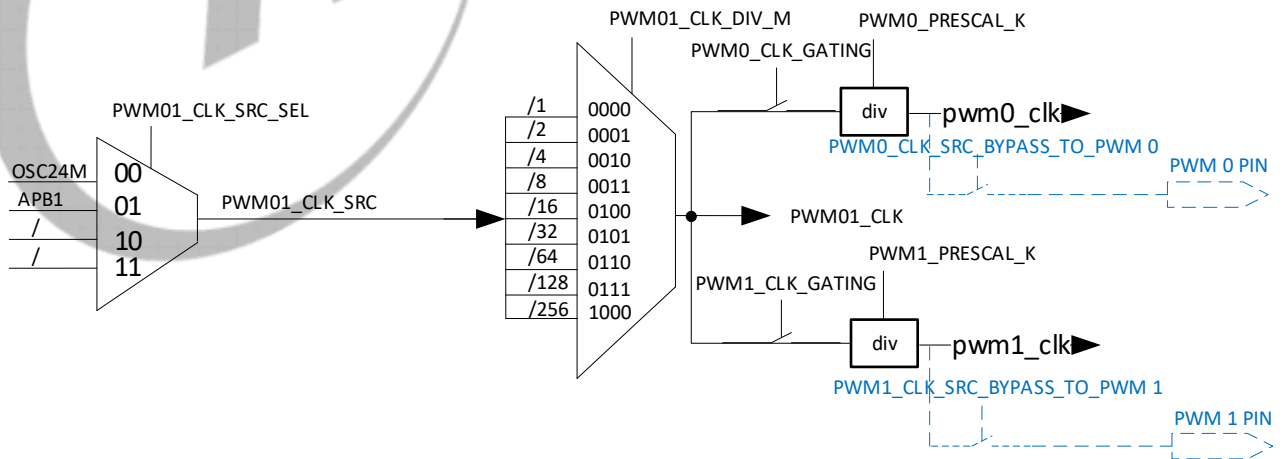 PWM01_CLK_DIV_M
PWM0_PRESCAL_K
PWM0_CLK_GATING
PWM01_CLK_SRC_SEL
/1 0000
/2 0001
/4 0010
/8 0011
/16 0100
/32 0101
/64 0110
/128 0111
/256 1000
div
pwm0_clk
PWM0_CLK_SRC_BYPASS_TO_PWM 0
PWM 0 PIN
OSC24M 00
APB1 01
/ 10
/ 11
PWM01_CLK_SRC
PWM01_CLK
PWM1_PRESCAL_K
PWM1_CLK_GATING
div
pwm1_clk
PWM1_CLK_SRC_BYPASS_TO_PWM 1
PWM 1 PIN